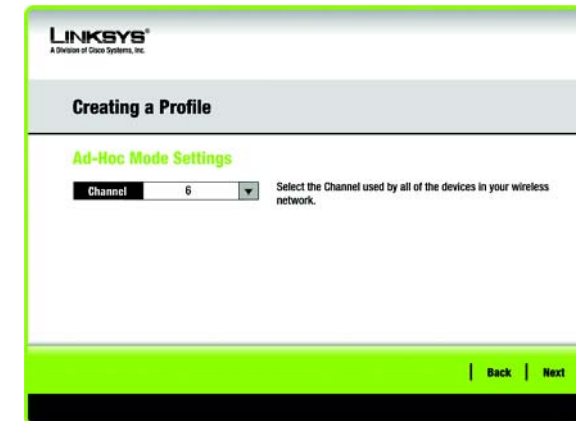 LINKSYS®
A Division of Cisco Systems, Inc.
Creating a Profile
Ad-Hoc Mode Settings
Channel 6 Select the Channel used by all of the devices in your wireless
network.
Back Next